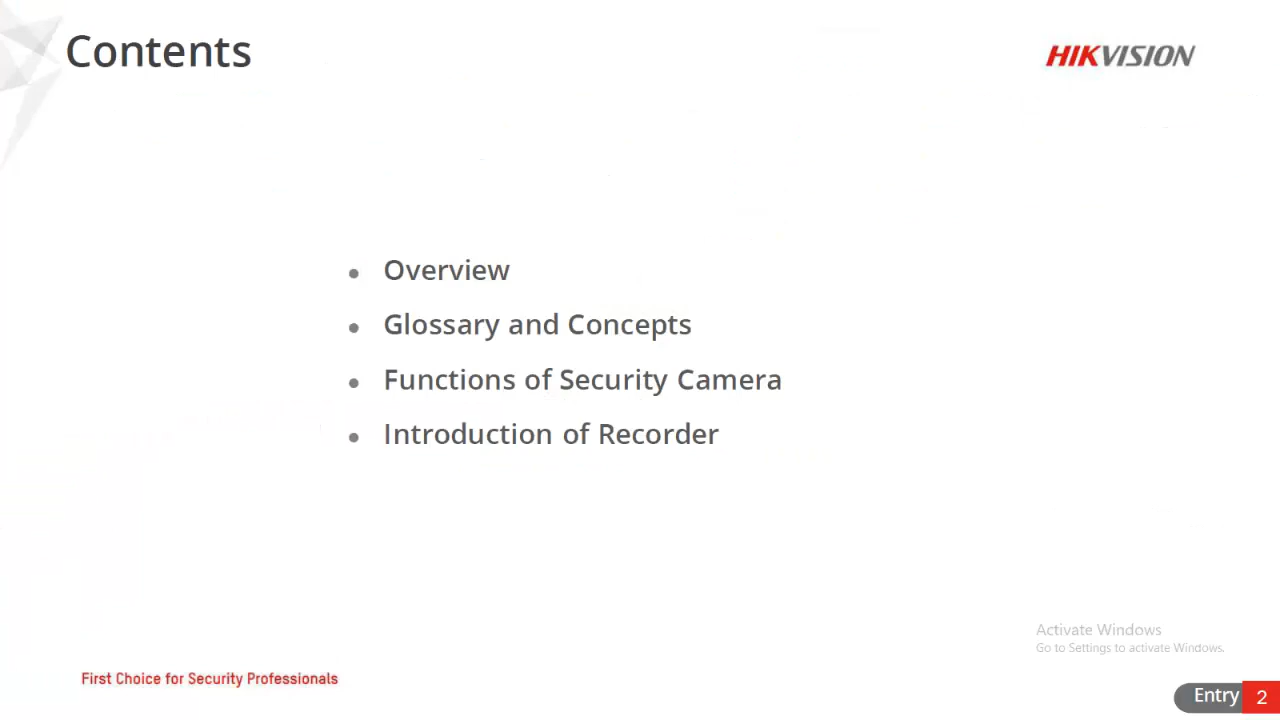 Contents
HIKVISION
Overview
Glossary and Concepts
Functions of Security Camera
Introduction of Recorder
Activate Windows
Go to Settings to activate Windows.
First Choice for Security Professionals
Entry 2